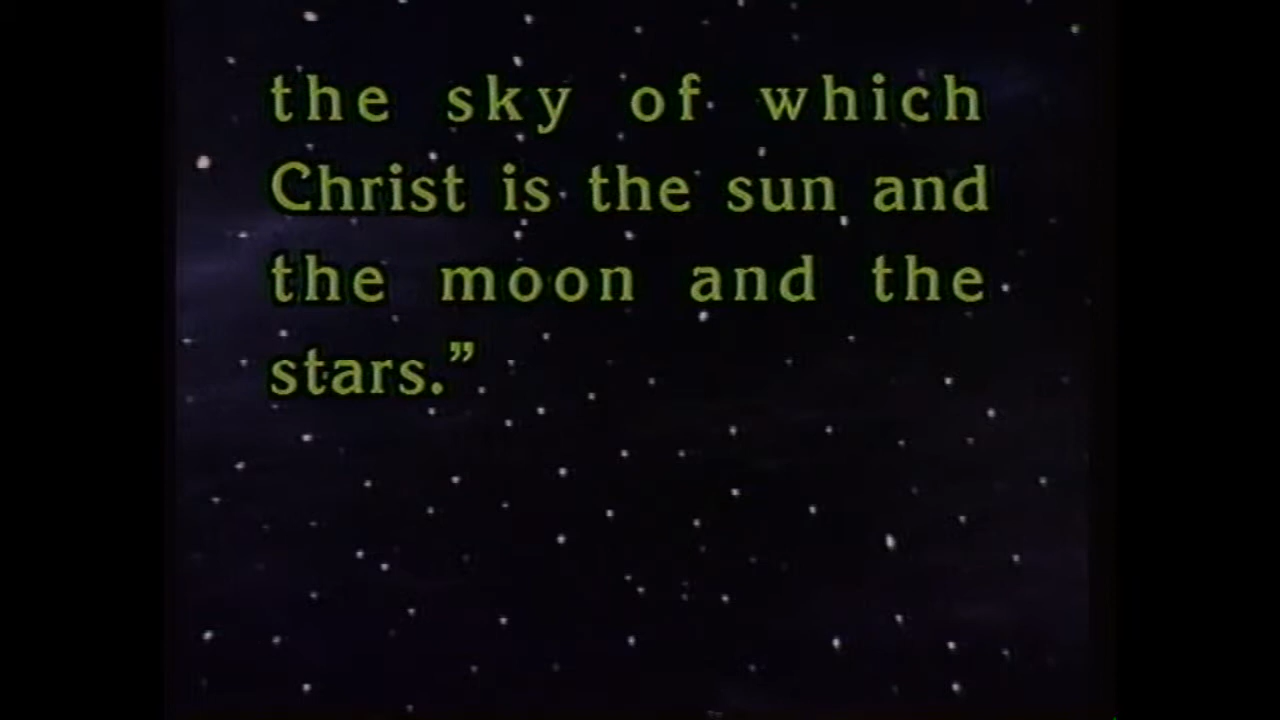 the sky of which
Christ is the sun and
the moon and the
stars.”